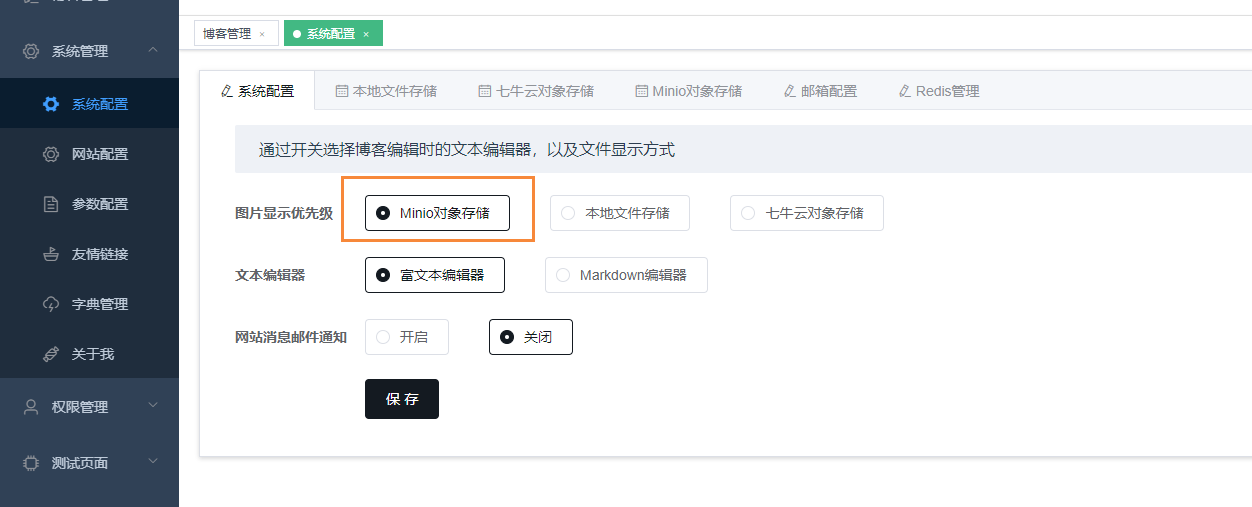 博客管理 ×
系统配置 ×
系统管理
系统配置
网站配置
参数配置
友情链接
字典管理
关于我
权限管理
测试页面
系统配置 本地文件存储 七牛云对象存储 Minio对象存储 邮箱配置 Redis管理
通过开关选择博客编辑时的文本编辑器，以及文件显示方式
图片显示优先级 Minio对象存储 本地文件存储 七牛云对象存储
文本编辑器 富文本编辑器 Markdown编辑器
网站消息邮件通知 开启 关闭
保 存